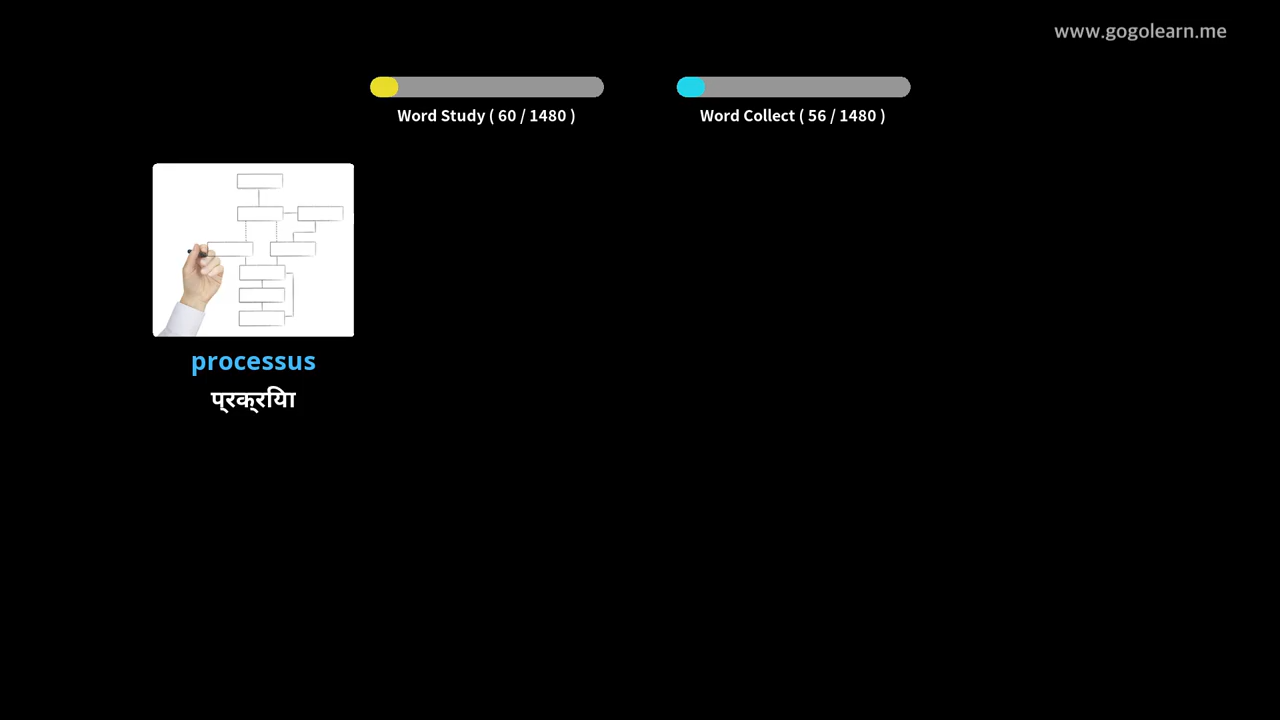 www.gogolearn.me
Word Study ( 60 / 1480 )
Word Collect ( 56 / 1480 )
processus
प्रक्रिया